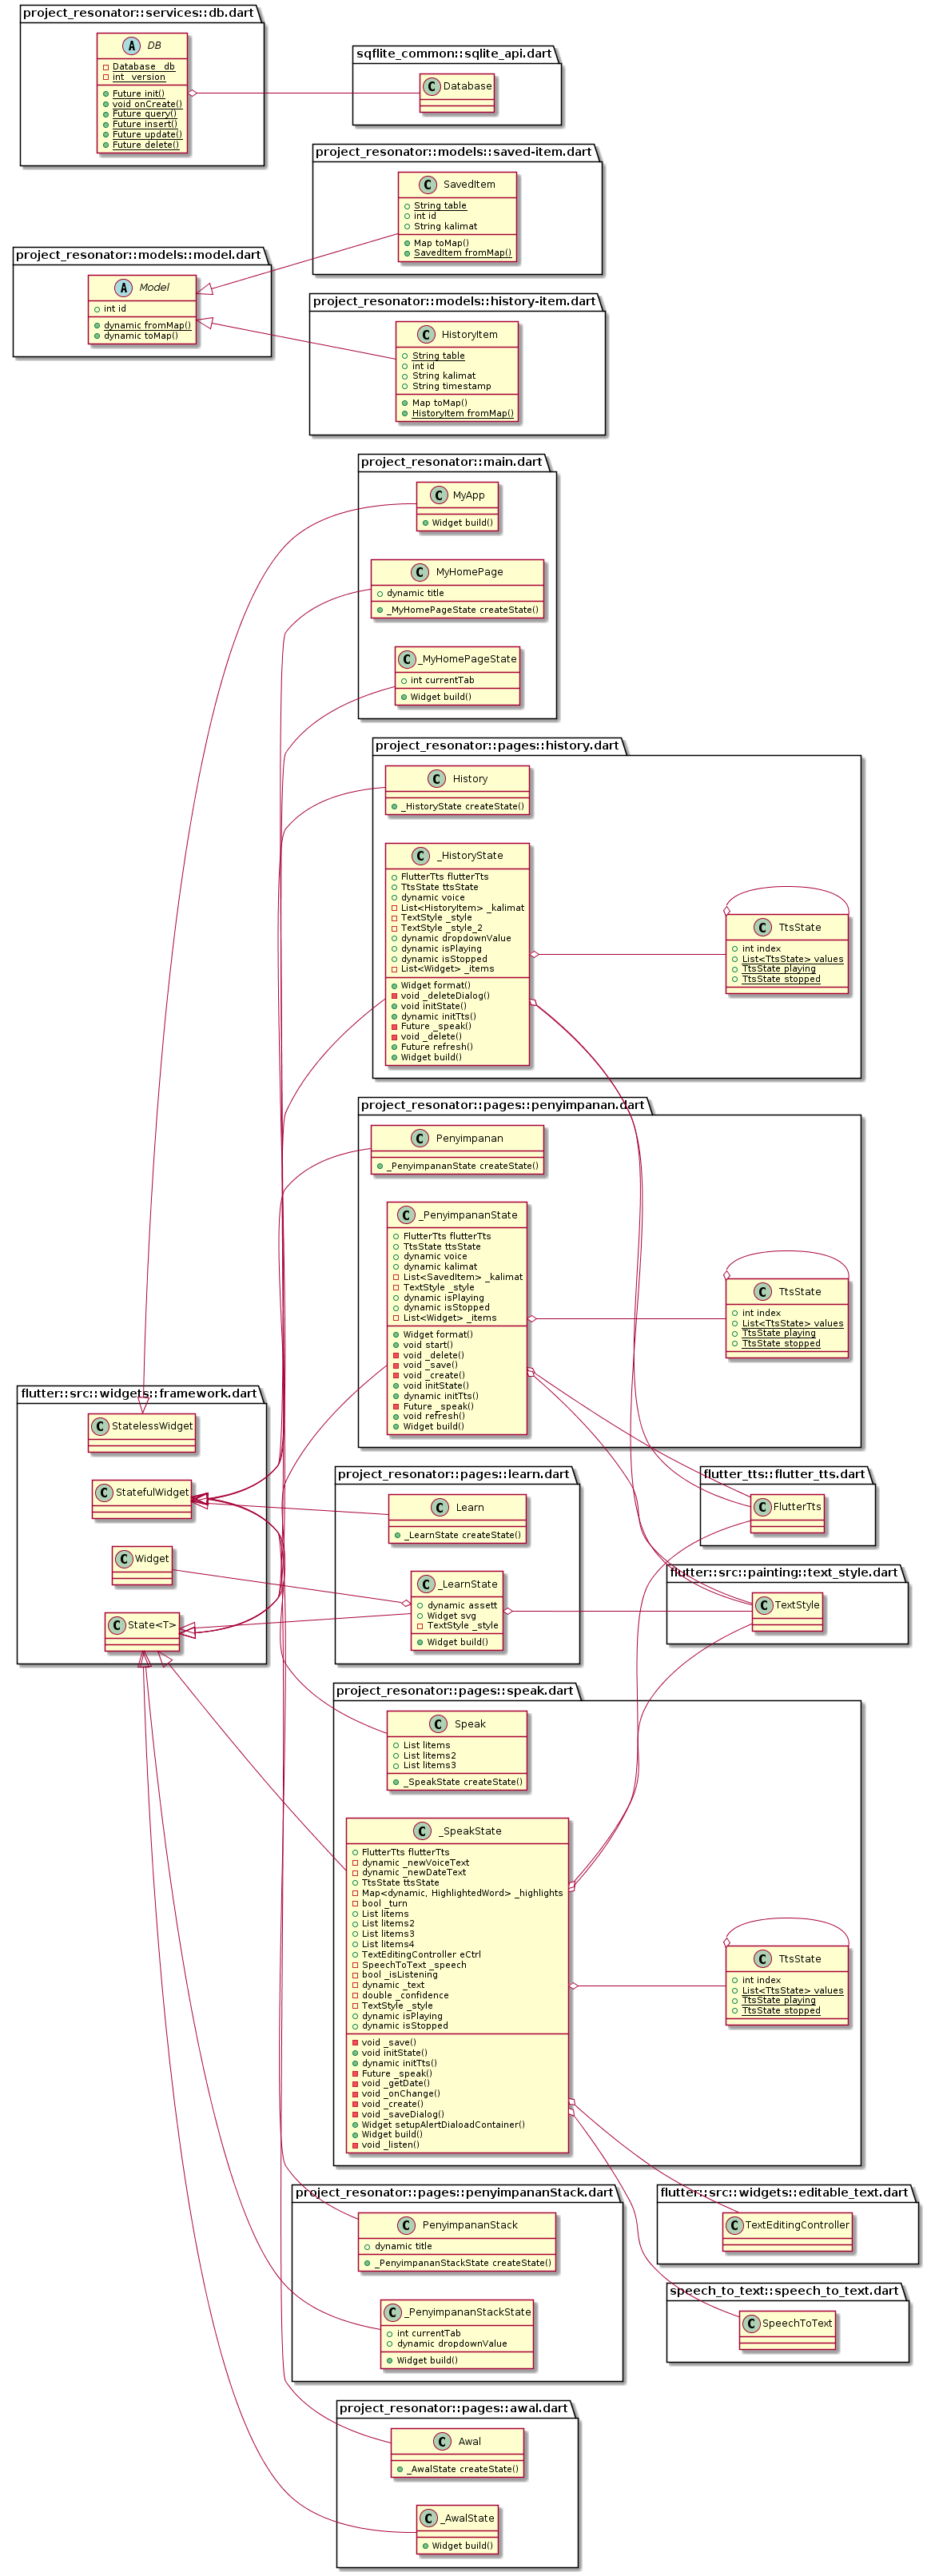 project_resonator::services::db.dart
A DB
Database _db
int _version
Future init()
void onCreate()
Future query()
Future insert()
Future update()
Future delete()
sqflite_common::sqlite_api.dart
C Database
project_resonator::models::saved-item.dart
C SavedItem
String table
int id
String kalimat
Map toMap()
SavedItem fromMap()
project_resonator::models::model.dart
A Model
int id
dynamic fromMap()
dynamic toMap()
project_resonator::models::history-item.dart
C HistoryItem
String table
int id
String kalimat
String timestamp
Map toMap()
HistoryItem fromMap()
project_resonator::main.dart
C MyApp
Widget build()
C MyHomePage
dynamic title
_MyHomePageState createState()
C _MyHomePageState
int currentTab
Widget build()
project_resonator::pages::history.dart
C History
_HistoryState createState()
C _HistoryState
FlutterTts flutterTts
TtsState ttsState
dynamic voice
List<HistoryItem> _kalimat
TextStyle _style
TextStyle _style_2
dynamic dropdownValue
dynamic isPlaying
dynamic isStopped
List<Widget> _items
Widget format()
void _deleteDialog()
void initState()
dynamic initTts()
Future _speak()
void _delete()
Future refresh()
Widget build()
C TtsState
int index
List<TtsState> values
TtsState playing
TtsState stopped
project_resonator::pages::penyimpanan.dart
C Penyimpanan
_PenyimpananState createState()
C _PenyimpananState
FlutterTts flutterTts
TtsState ttsState
dynamic voice
dynamic kalimat
List<SavedItem> _kalimat
TextStyle _style
dynamic isPlaying
dynamic isStopped
List<Widget> _items
Widget format()
void start()
void _delete()
void _save()
void _create()
void initState()
dynamic initTts()
Future _speak()
void refresh()
Widget build()
C TtsState
int index
List<TtsState> values
TtsState playing
TtsState stopped
flutter::src::widgets::framework.dart
C StatelessWidget
C StatefulWidget
C Widget
C State<T>
project_resonator::pages::learn.dart
C Learn
_LearnState createState()
C _LearnState
dynamic assett
Widget svg
TextStyle _style
Widget build()
flutter_tts::flutter_tts.dart
C FlutterTts
flutter::src::painting::text_style.dart
C TextStyle
project_resonator::pages::speak.dart
C Speak
List litems
List litems2
List litems3
_SpeakState createState()
C _SpeakState
FlutterTts flutterTts
dynamic _newVoiceText
dynamic _newDateText
TtsState ttsState
Map<dynamic, HighlightedWord> _highlights
bool _turn
List litems
List litems2
List litems3
List litems4
TextEditingController eCtrl
SpeechToText _speech
bool _isListening
dynamic _text
double _confidence
TextStyle _style
dynamic isPlaying
dynamic isStopped
void _save()
void initState()
dynamic initTts()
Future _speak()
void _getDate()
void _onChange()
void _create()
void _saveDialog()
Widget setupAlertDialoadContainer()
Widget build()
void _listen()
C TtsState
int index
List<TtsState> values
TtsState playing
TtsState stopped
project_resonator::pages::penyimpananStack.dart
C PenyimpananStack
dynamic title
_PenyimpananStackState createState()
C _PenyimpananStackState
int currentTab
dynamic dropdownValue
Widget build()
flutter::src::widgets::editable_text.dart
C TextEditingController
speech_to_text::speech_to_text.dart
C SpeechToText
project_resonator::pages::awal.dart
C Awal
_AwalState createState()
C _AwalState
Widget build()